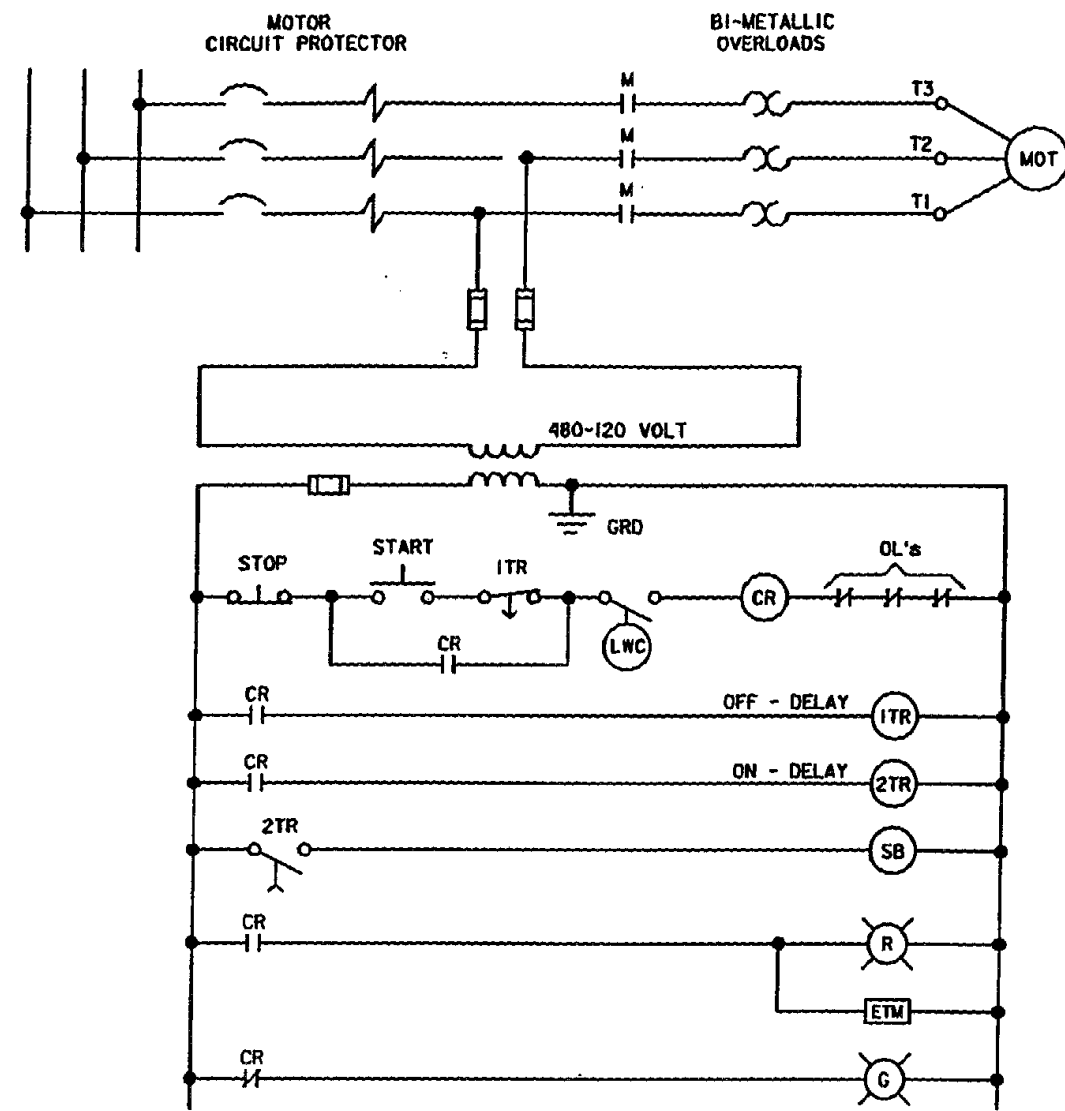 MOTOR
CIRCUIT PROTECTOR
BI-METALLIC
OVERLOADS
M
T3
M
T2
MOT
M
T1
480-120 VOLT
GRD
STOP
START
1TR
OL's
CR
LWC
CR
CR
OFF - DELAY
1TR
CR
ON - DELAY
2TR
2TR
SB
CR
R
ETM
CR
G